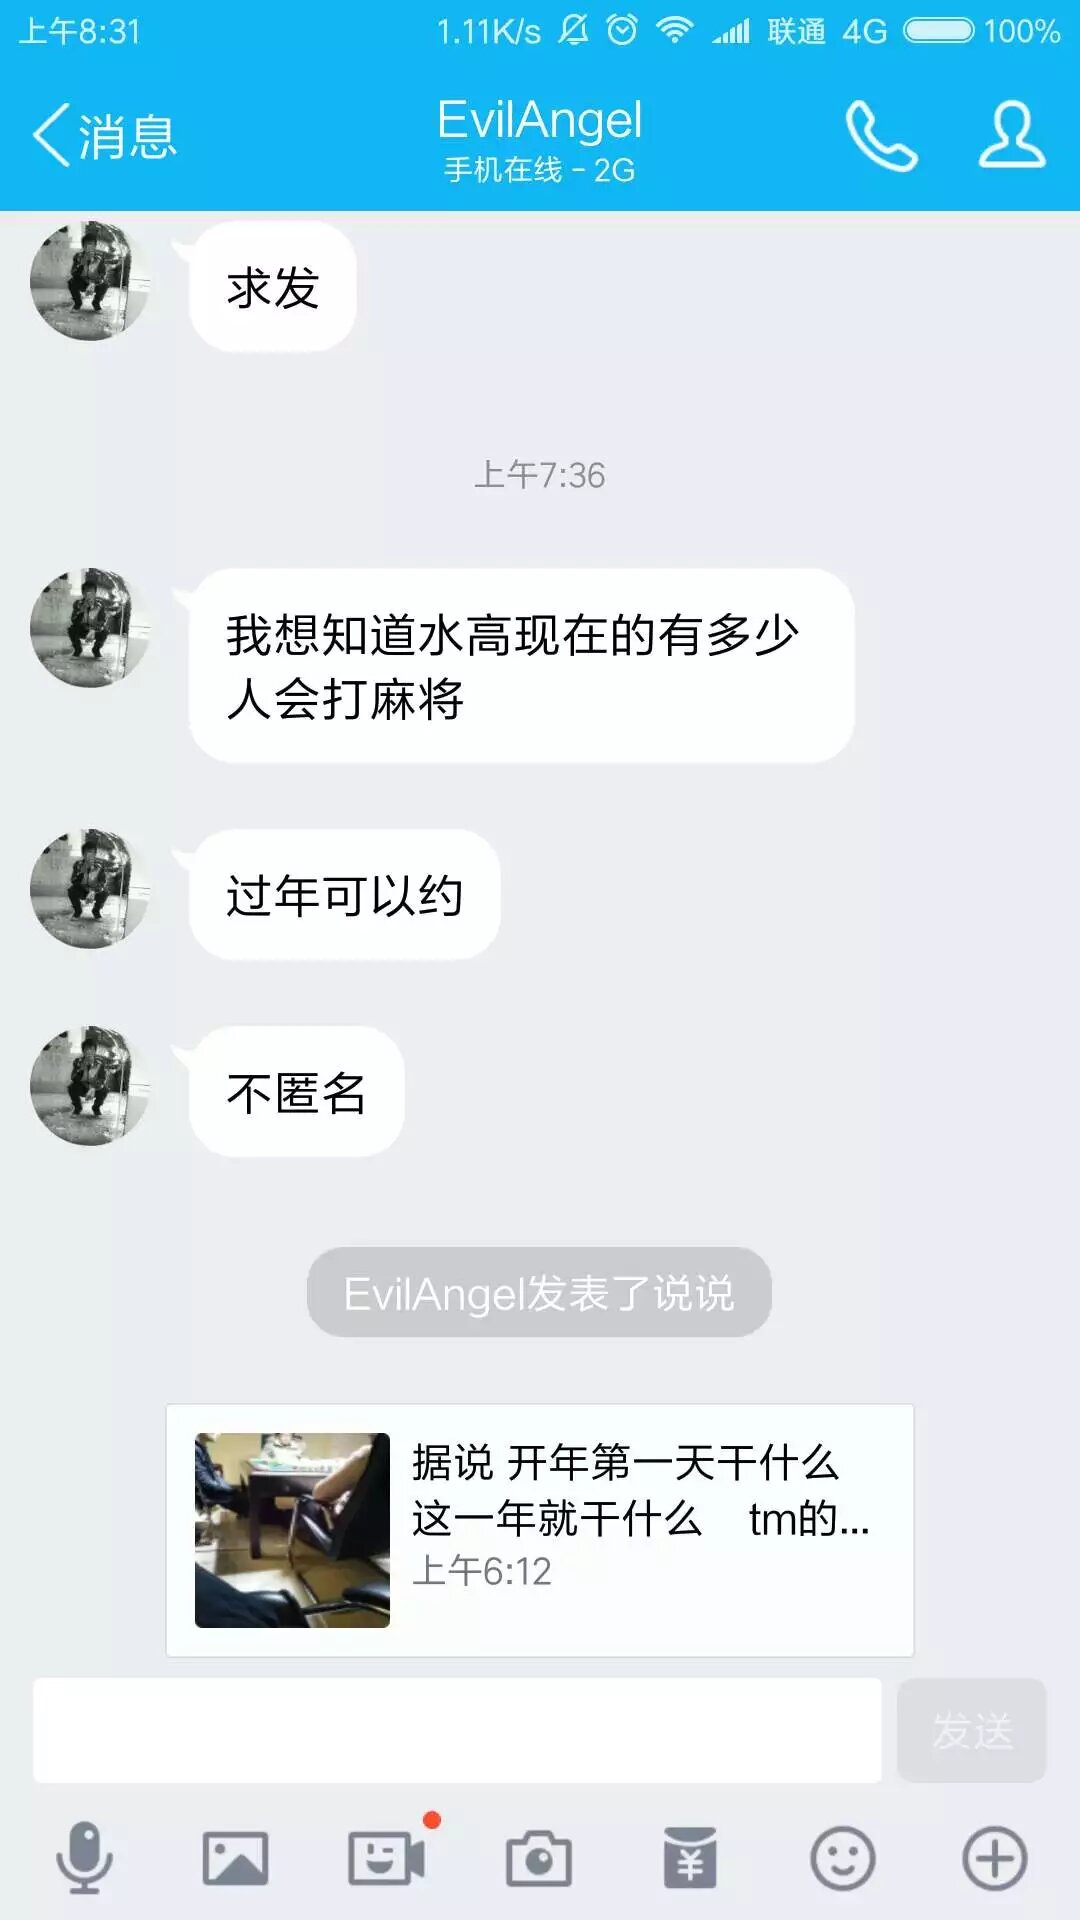 上午8:31 1.11K/s 联通 4G 100%
消息
EvilAngel
手机在线 - 2G
求发
上午7:36
我想知道水高现在的有多少
人会打麻将
过年可以约
不匿名
EvilAngel发表了说说
据说 开年第一天干什么
这一年就干什么 tm的...
上午6:12
发送